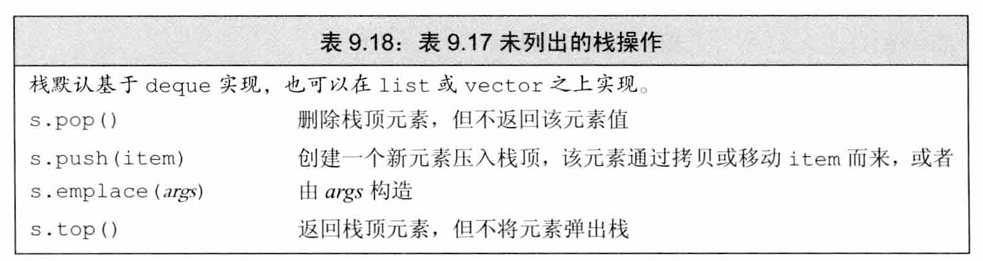 表 9.18：表 9.17 未列出的栈操作
栈默认基于 deque 实现，也可以在 list 或 vector 之上实现。
s.pop() 删除栈顶元素，但不返回该元素值
s.push(item) 创建一个新元素压入栈顶，该元素通过拷贝或移动 item 而来，或者
s.emplace(args) 由 args 构造
s.top() 返回栈顶元素，但不将元素弹出栈